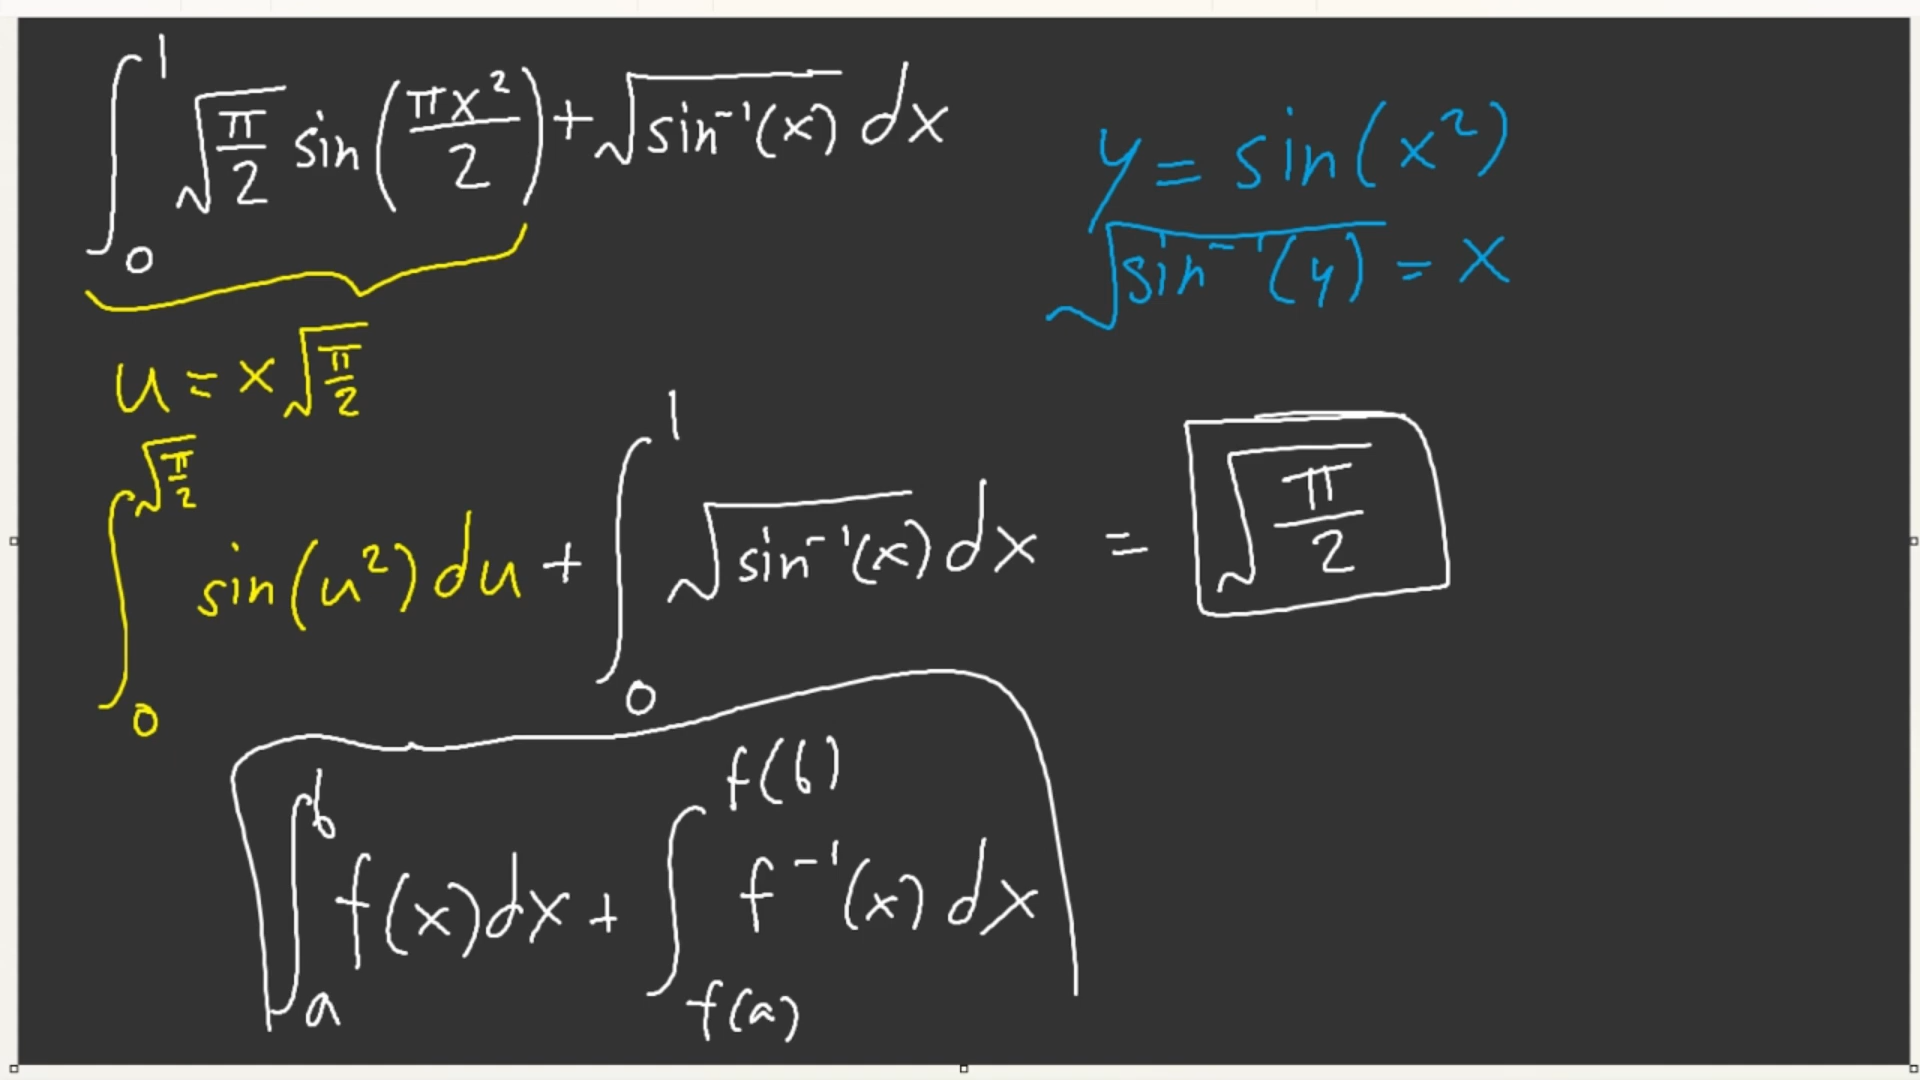 ∫₀¹ √(π/2) sin(πx²/2) + √(sin⁻¹(x)) dx
y = sin(x²)
√(sin⁻¹(y)) = x
u = x√(π/2)
∫₀^√(π/2) sin(u²) du + ∫₀¹ √(sin⁻¹(x)) dx = √(π/2)
∫ₐᵇ f(x)dx + ∫_f(a)^f(b) f⁻¹(x) dx